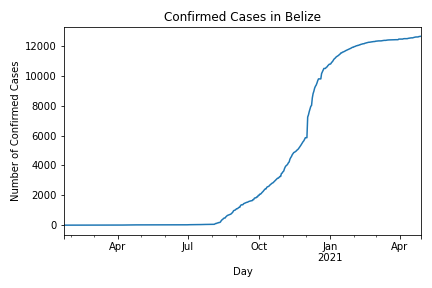 Confirmed Cases in Belize
Number of Confirmed Cases
12000
10000
8000
6000
4000
2000
0
Apr
Jul
Oct
Jan
2021
Apr
Day